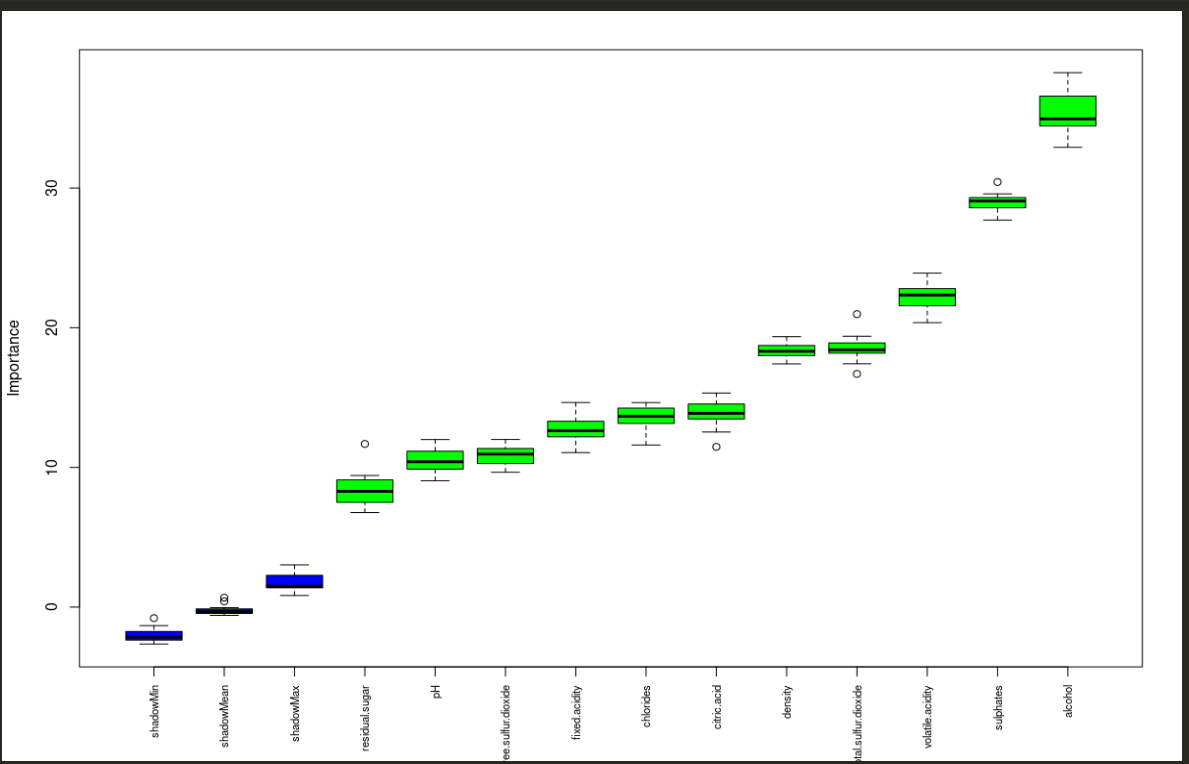 Importance
30
20
10
0
shadowMin
shadowMean
shadowMax
residual.sugar
pH
ee.sulfur.dioxide
fixed.acidity
chlorides
citric.acid
density
otal.sulfur.dioxide
volatile.acidity
sulphates
alcohol